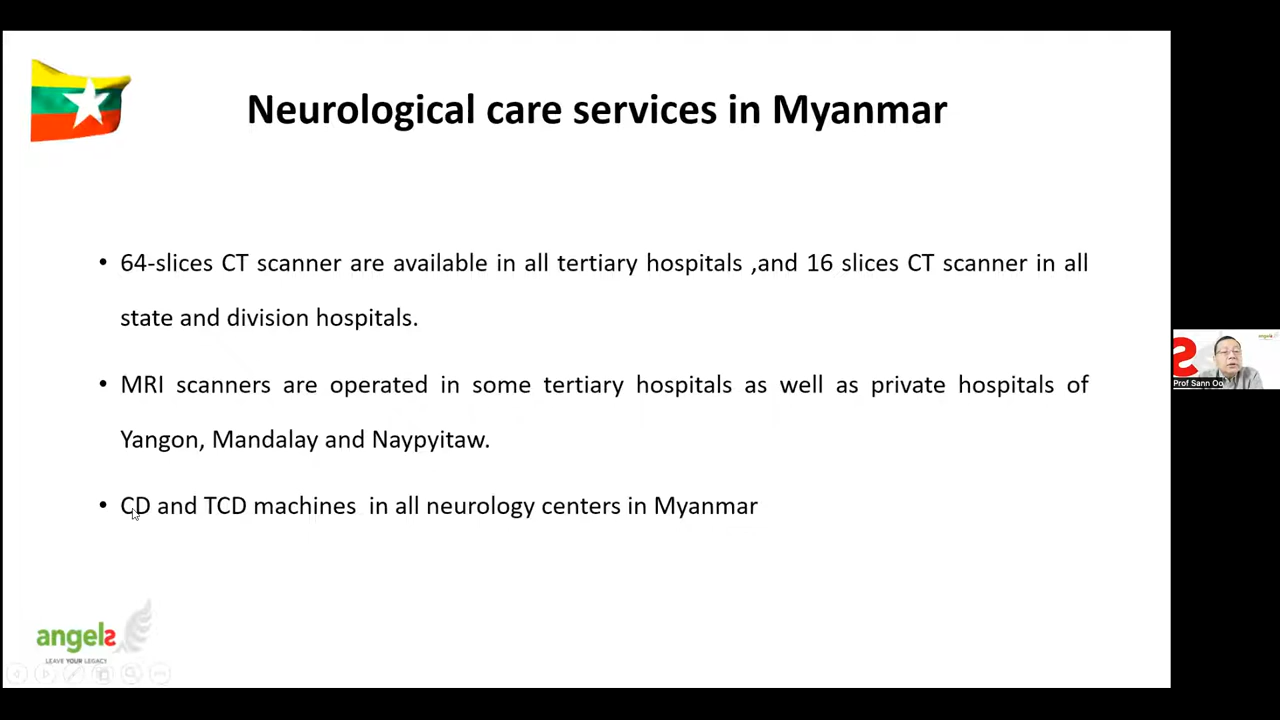 Neurological care services in Myanmar
• 64-slices CT scanner are available in all tertiary hospitals ,and 16 slices CT scanner in all
state and division hospitals.
• MRI scanners are operated in some tertiary hospitals as well as private hospitals of
Yangon, Mandalay and Naypyitaw.
• CD and TCD machines in all neurology centers in Myanmar
Prof Sann Oo
angels
LEAVE YOUR LEGACY